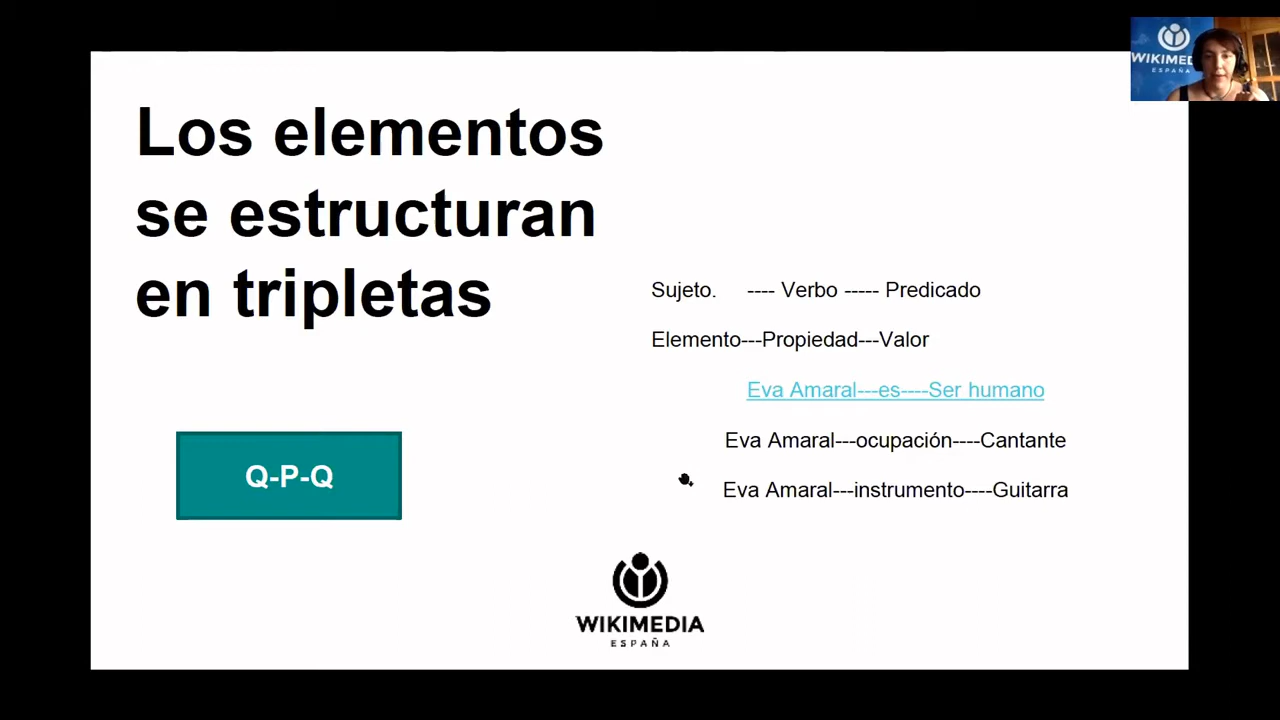 Los elementos
se estructuran
en tripletas
Sujeto. ---- Verbo ----- Predicado
Elemento---Propiedad---Valor
Eva Amaral---es----Ser humano
Eva Amaral---ocupación----Cantante
Eva Amaral---instrumento----Guitarra
Q-P-Q
WIKIMEDIA
ESPAÑA
WIKIMED
ESPAÑA